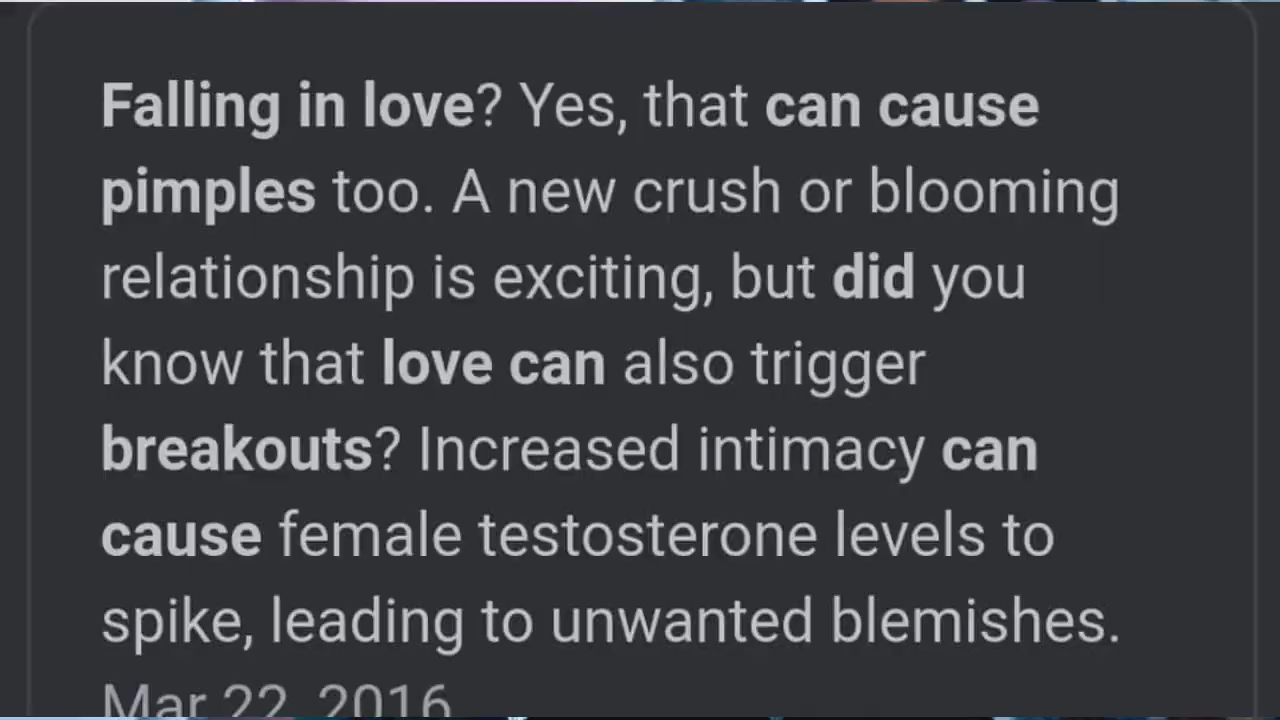 Falling in love? Yes, that can cause
pimples too. A new crush or blooming
relationship is exciting, but did you
know that love can also trigger
breakouts? Increased intimacy can
cause female testosterone levels to
spike, leading to unwanted blemishes.
Mar 22, 2016